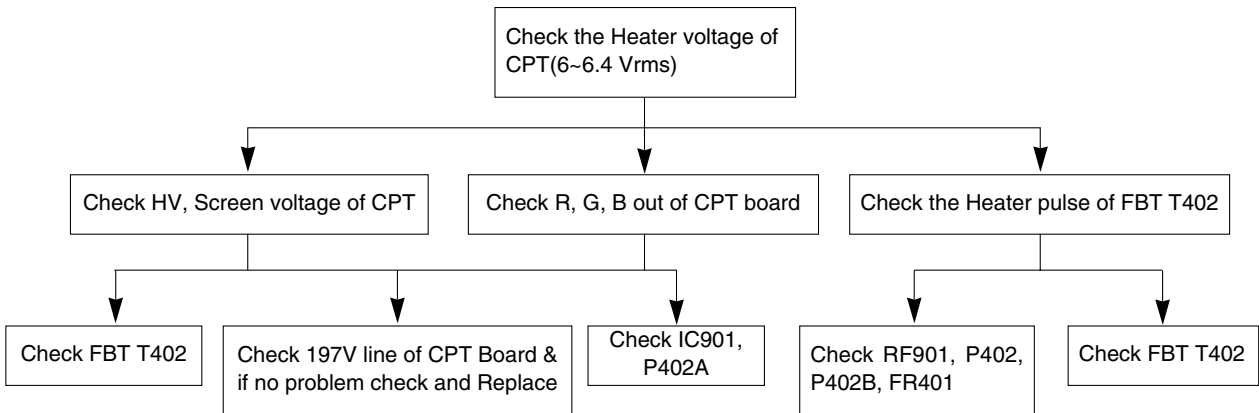 Check the Heater voltage of
CPT(6~6.4 Vrms)
Check HV, Screen voltage of CPT
Check R, G, B out of CPT board
Check the Heater pulse of FBT T402
Check FBT T402
Check 197V line of CPT Board &
if no problem check and Replace
Check IC901,
P402A
Check RF901, P402,
P402B, FR401
Check FBT T402